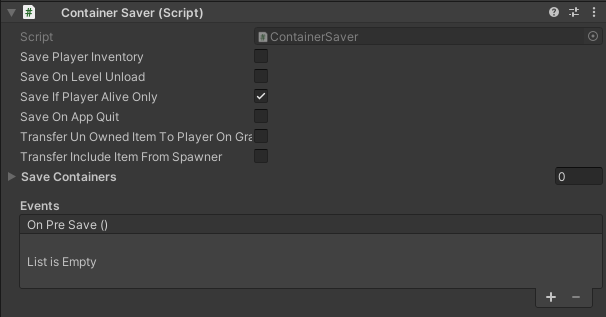 Container Saver (Script)
Script ContainerSaver
Save Player Inventory
Save On Level Unload
Save If Player Alive Only
Save On App Quit
Transfer Un Owned Item To Player On Gra
Transfer Include Item From Spawner
Save Containers 0
Events
On Pre Save ()
List is Empty